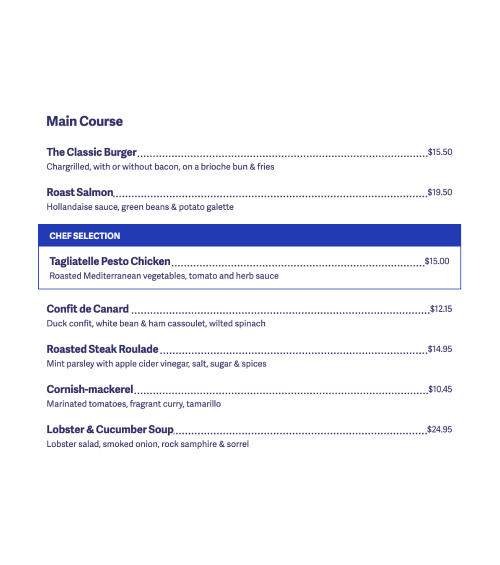 Main Course
The Classic Burger $15.50
Chargrilled, with or without bacon, on a brioche bun & fries
Roast Salmon $19.50
Hollandaise sauce, green beans & potato galette
CHEF SELECTION
Tagliatelle Pesto Chicken $15.00
Roasted Mediterranean vegetables, tomato and herb sauce
Confit de Canard $12.15
Duck confit, white bean & ham cassoulet, wilted spinach
Roasted Steak Roulade $14.95
Mint parsley with apple cider vinegar, salt, sugar & spices
Cornish-mackerel $10.45
Marinated tomatoes, fragrant curry, tamarillo
Lobster & Cucumber Soup $24.95
Lobster salad, smoked onion, rock samphire & sorrel